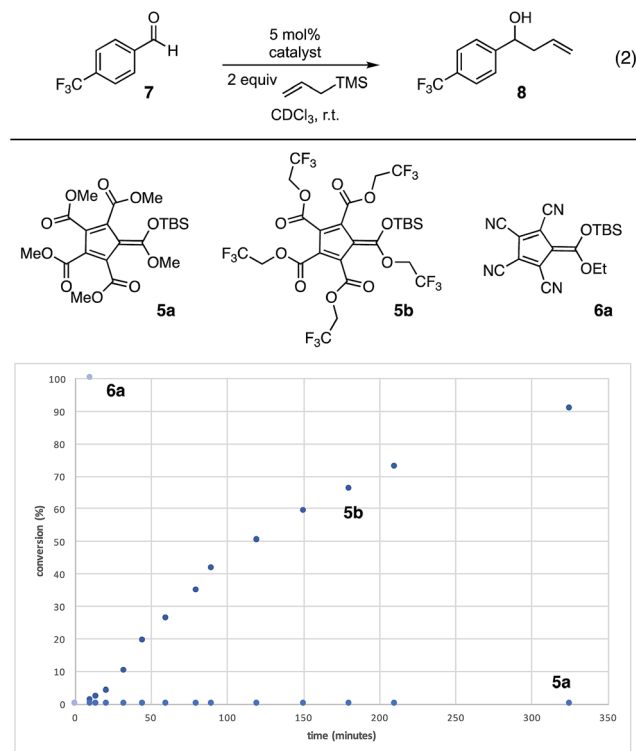 O
H
F3C
7
5 mol%
catalyst
2 equiv
TMS
CDCl3, r.t.
OH
F3C
8
(2)
OMe
O
O
OMe
OTBS
OMe
MeO
O
MeO
O
5a
CF3
O
O
O
O
CF3
OTBS
O
CF3
F3C
O
O
O
O
F3C
5b
NC
CN
OTBS
OEt
NC
CN
6a
100
90
80
70
60
50
40
30
20
10
0
conversion (%)
6a
5b
5a
0
50
100
150
200
250
300
350
time (minutes)